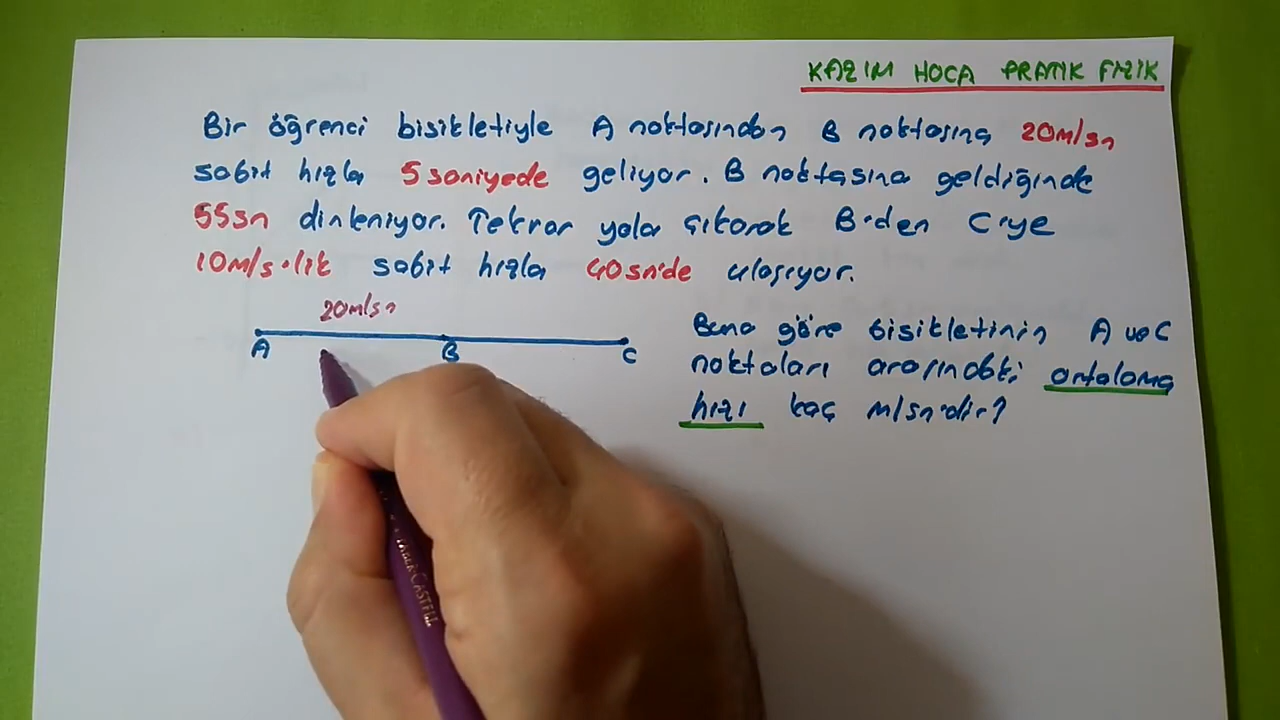 KAZIM HOCA PRATİK FİZİK
Bir öğrenci bisikletiyle A noktasından B noktasına 20m/sn
sabit hızla 5 saniyede geliyor. B noktasına geldiğinde
55sn dinleniyor. Tekrar yola çıkarak B'den C'ye
10m/s'lik sabit hızla 40sn'de ulaşıyor.
20m/sn
A B C
Buna göre bisikletinin A ve C
noktaları arasındaki ortalama
hızı kaç m/sn'dir?
FABER-CASTELL